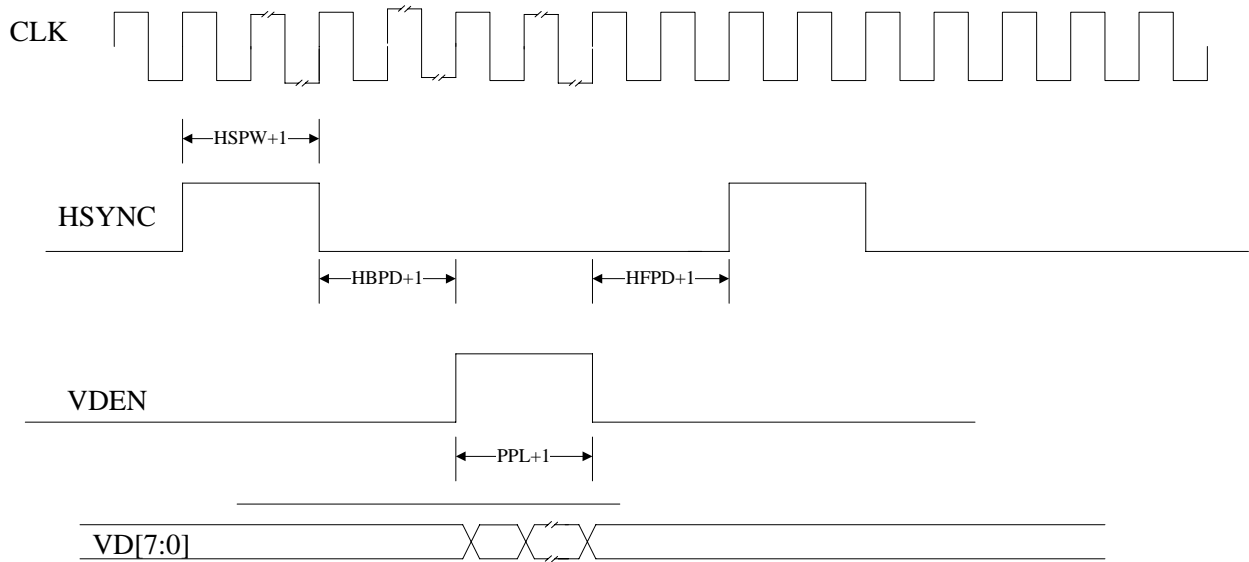 CLK
HSPW+1
HSYNC
HBPD+1
HFPD+1
VDEN
PPL+1
VD[7:0]